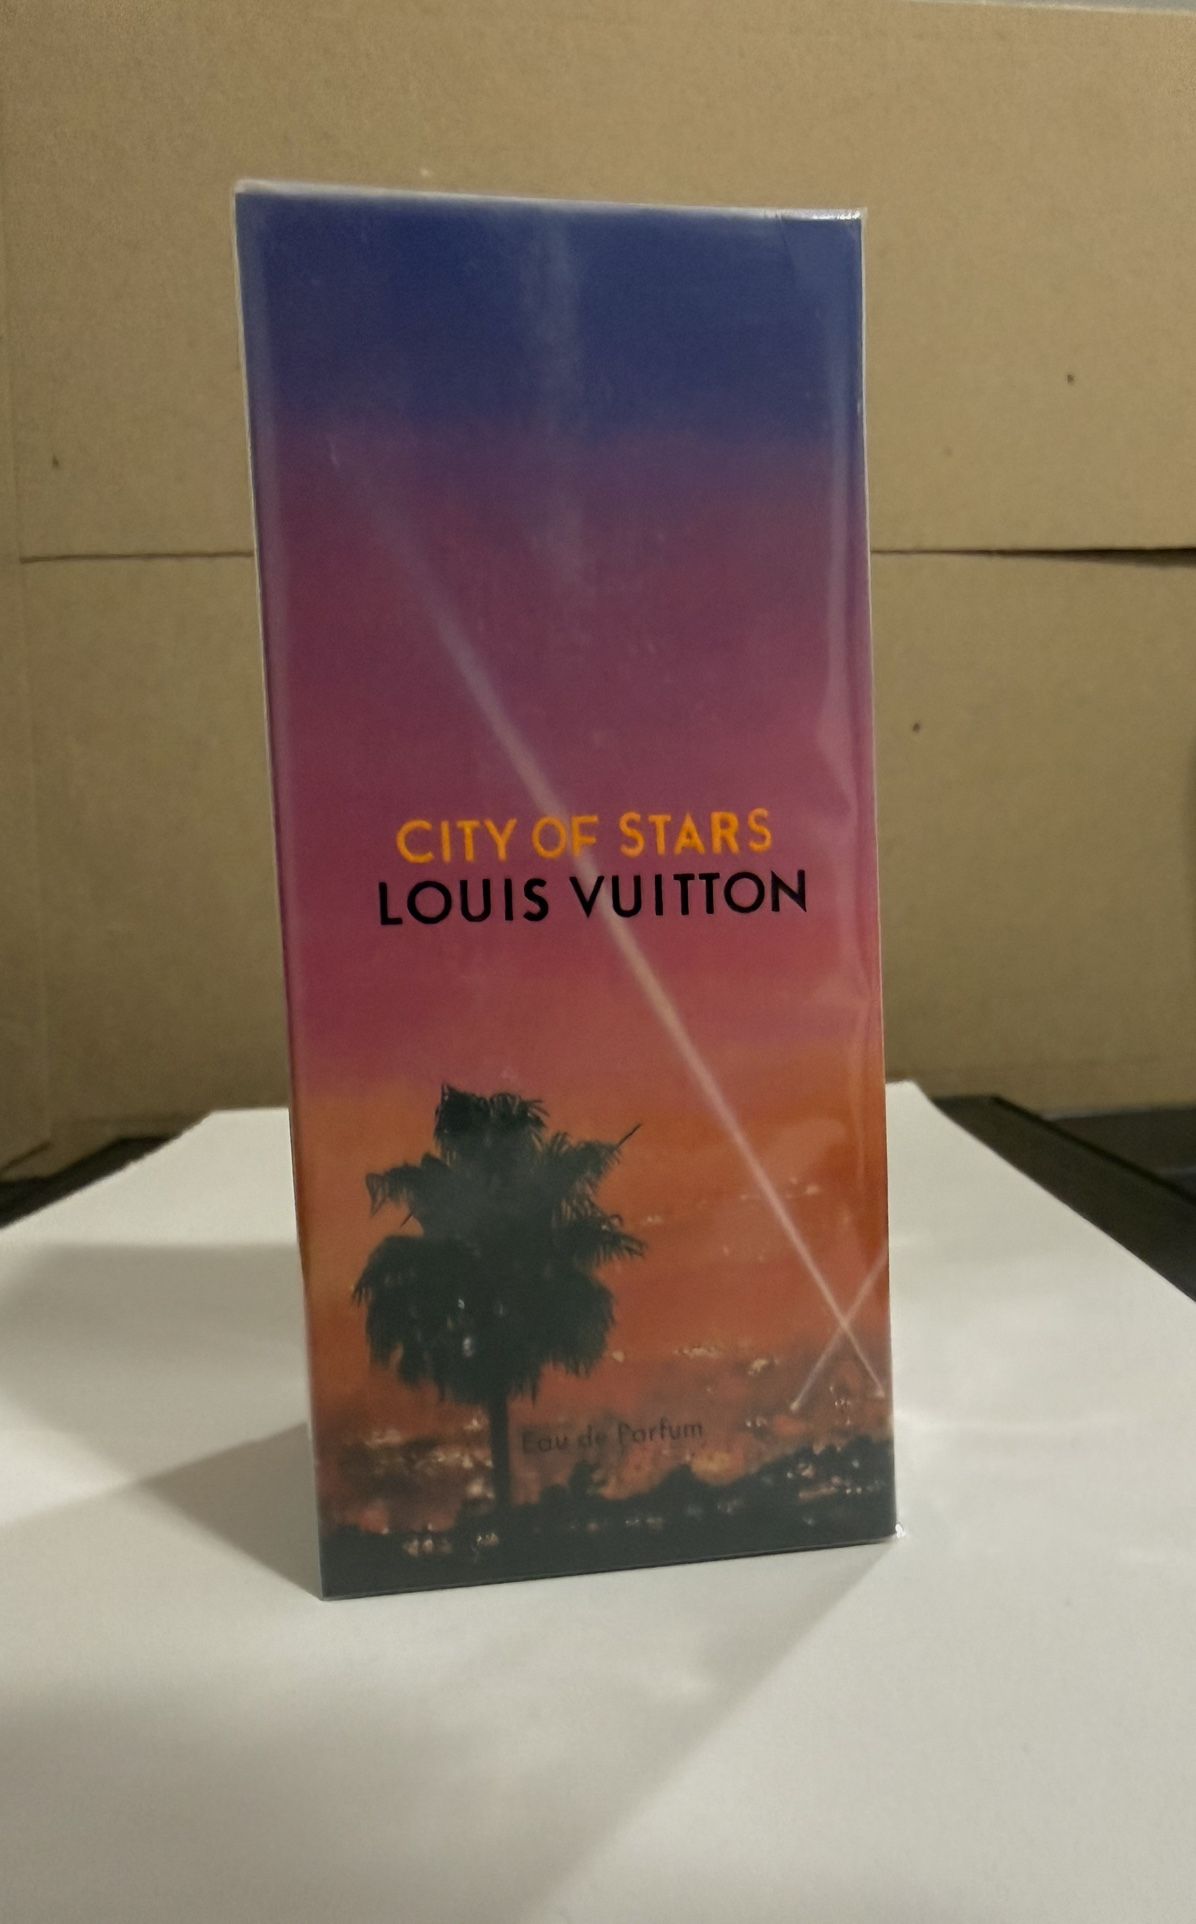 CITY OF STARS
LOUIS VUITTON
Eau de Parfum